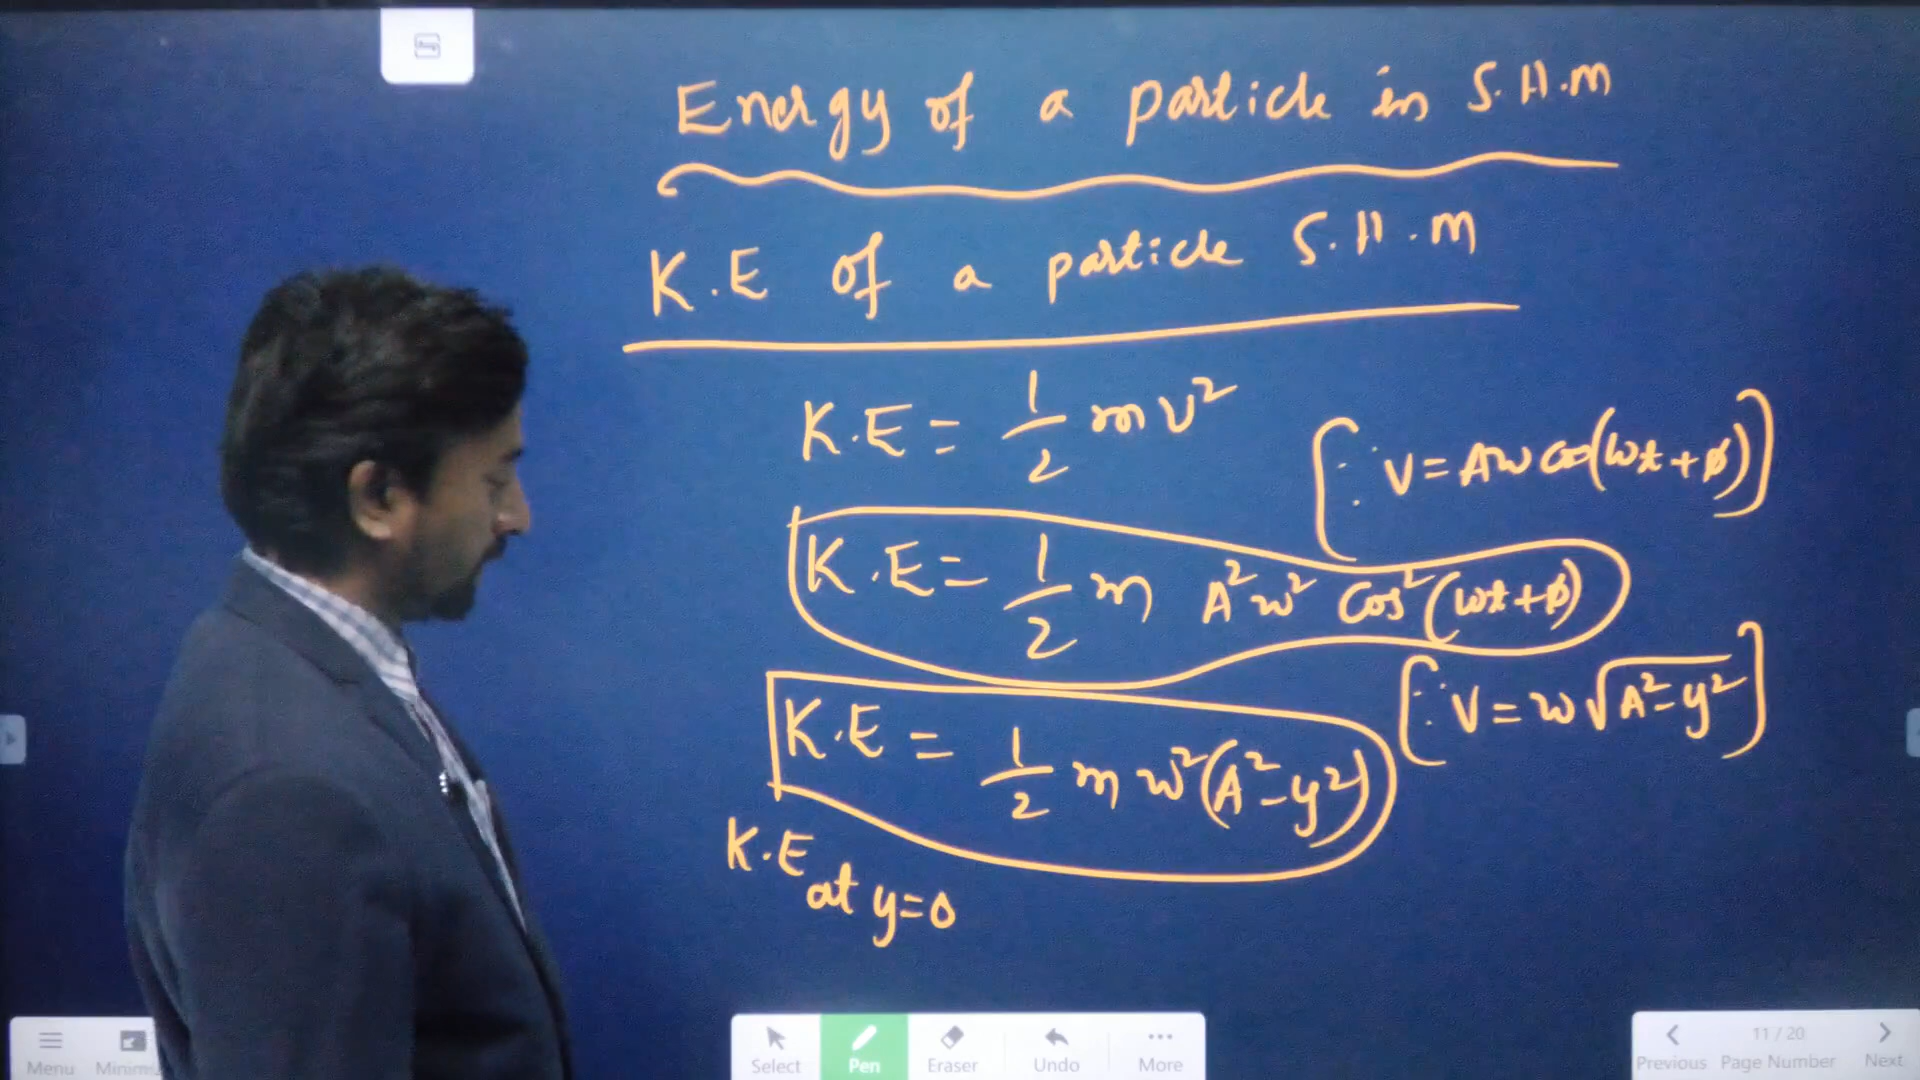 Energy of a particle in S.H.M
K.E of a particle S.H.M
K.E = 1/2 mv²
[∵ V = Aω cos(ωt + φ)]
K.E = 1/2 m A²ω² cos²(ωt+φ)
[∵ V = ω√A²-y²]
K.E = 1/2 m ω²(A²-y²)
K.E at y=0
Menu
Select
Pen
Eraser
Undo
More
11 / 20
Previous
Page Number
Next